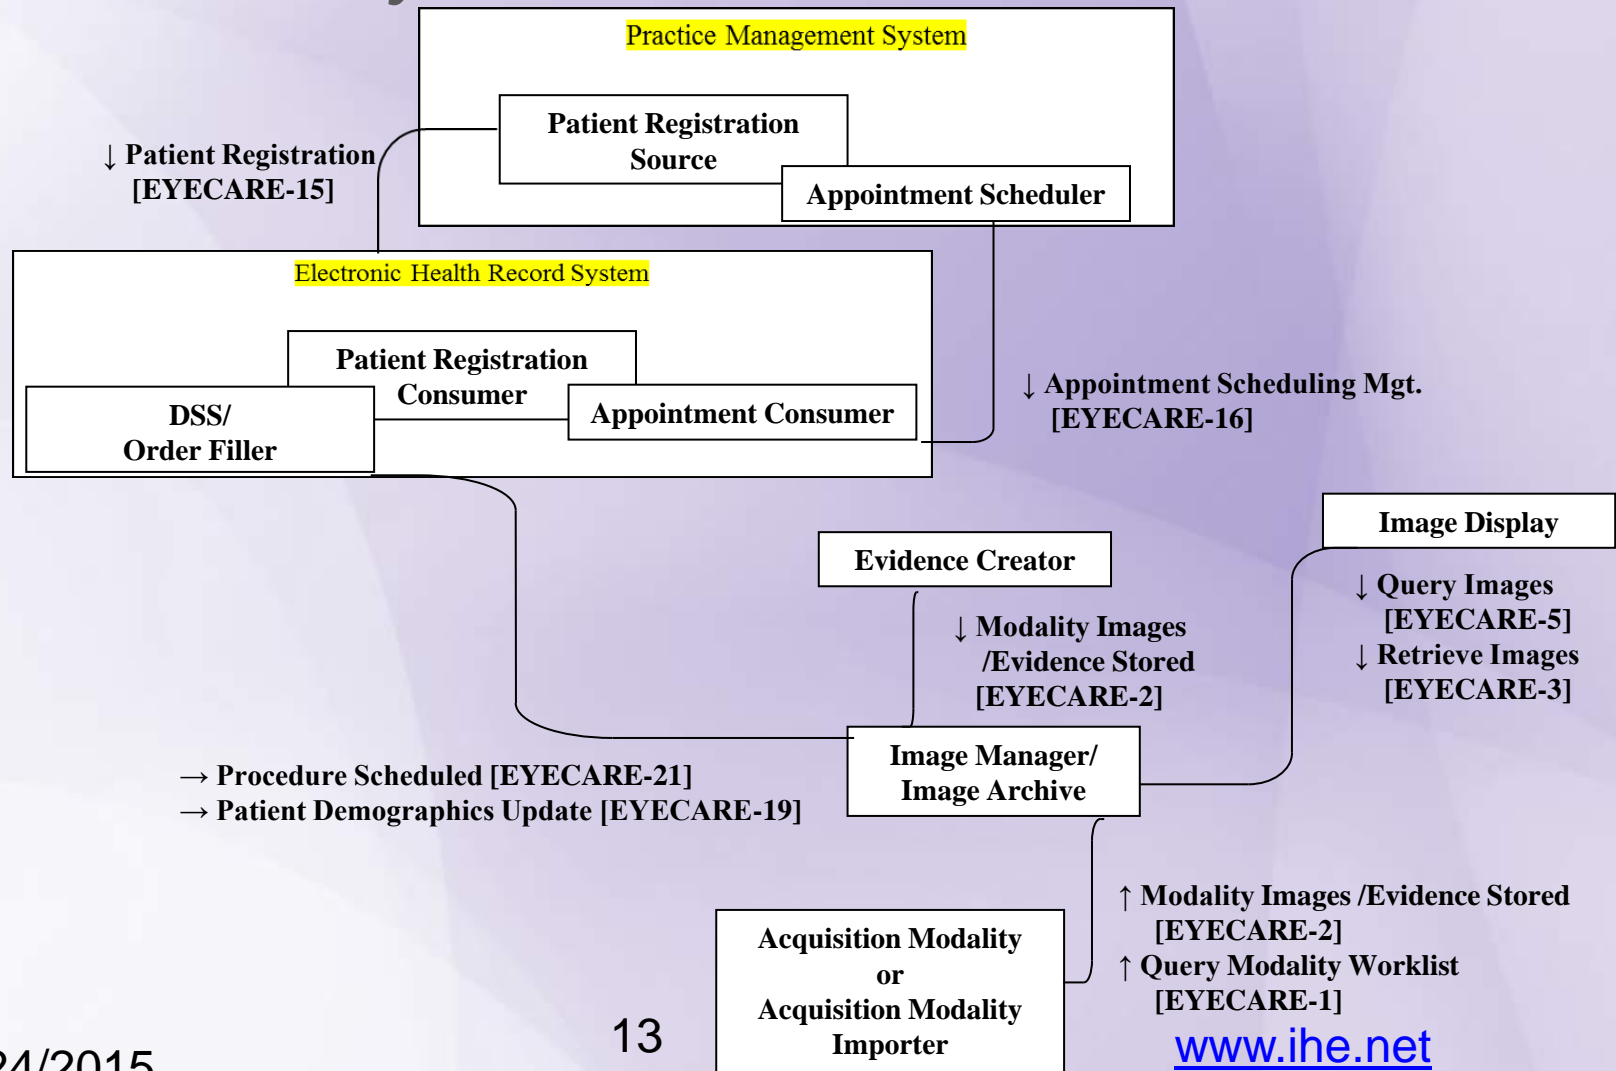 Practice Management System
Patient Registration
Source
Appointment Scheduler
↓ Patient Registration
[EYECARE-15]
Electronic Health Record System
Patient Registration
Consumer
DSS/
Order Filler
Appointment Consumer
↓ Appointment Scheduling Mgt.
[EYECARE-16]
Image Display
Evidence Creator
↓ Query Images
[EYECARE-5]
↓ Retrieve Images
[EYECARE-3]
↓ Modality Images
/Evidence Stored
[EYECARE-2]
Image Manager/
Image Archive
→ Procedure Scheduled [EYECARE-21]
→ Patient Demographics Update [EYECARE-19]
↑ Modality Images /Evidence Stored
[EYECARE-2]
↑ Query Modality Worklist
[EYECARE-1]
Acquisition Modality
or
Acquisition Modality
Importer
13
www.ihe.net
24/2015